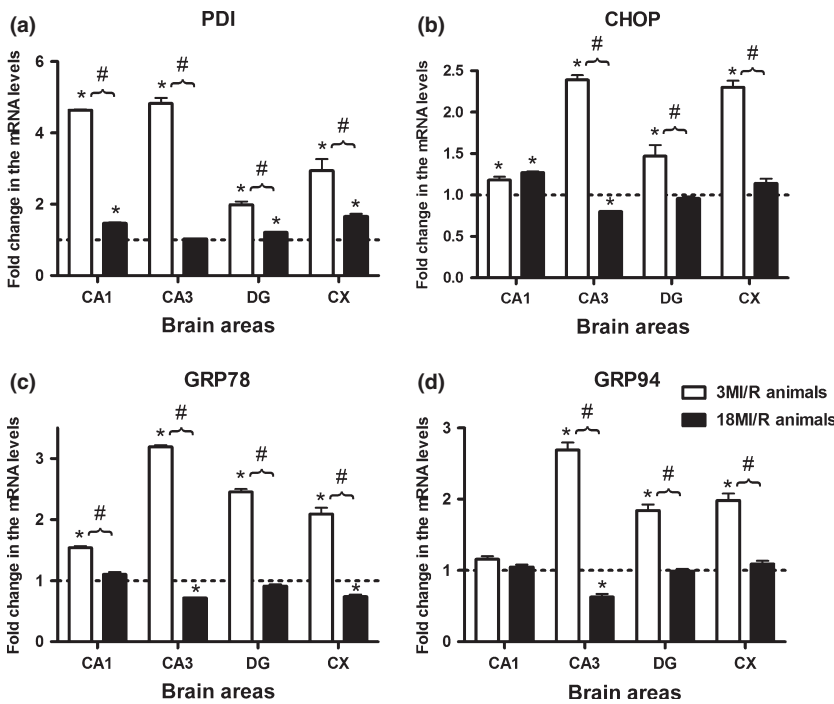 (a)
PDI
Fold change in the mRNA levels
6
4
2
0
*
#
*
*
#
*
#
*
*
#
*
CA1
CA3
DG
CX
Brain areas
(b)
CHOP
Fold change in the mRNA levels
2.5
2.0
1.5
1.0
0.5
0.0
*
*
*
#
*
*
#
*
#
CA1
CA3
DG
CX
Brain areas
(c)
GRP78
Fold change in the mRNA levels
3
2
1
0
*
#
*
#
*
*
#
*
#
*
CA1
CA3
DG
CX
Brain areas
(d)
GRP94
3MI/R animals
18MI/R animals
Fold change in the mRNA levels
3
2
1
0
*
#
*
*
#
*
#
CA1
CA3
DG
CX
Brain areas